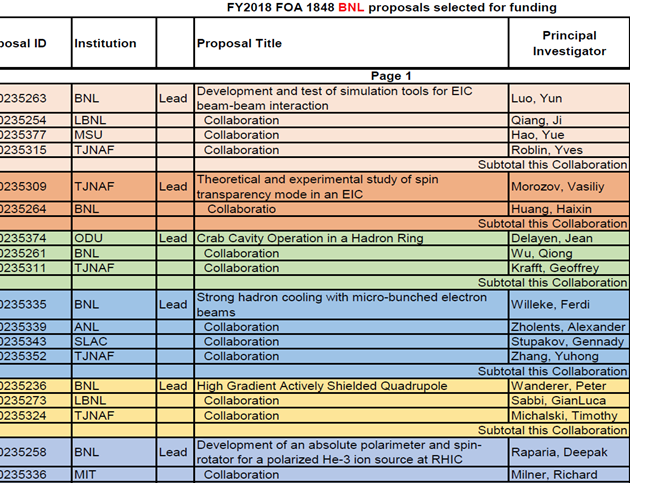 FY2018 FOA 1848 BNL proposals selected for funding
posal ID Institution Lead Proposal Title Principal Investigator
Page 1
0235263 BNL Lead Development and test of simulation tools for EIC beam-beam interaction Luo, Yun
0235254 LBNL Collaboration Qiang, Ji
0235377 MSU Collaboration Hao, Yue
0235315 TJNAF Collaboration Roblin, Yves
Subtotal this Collaboration
0235309 TJNAF Lead Theoretical and experimental study of spin transparency mode in an EIC Morozov, Vasiliy
0235264 BNL Collaboratio Huang, Haixin
Subtotal this Collaboration
0235374 ODU Lead Crab Cavity Operation in a Hadron Ring Delayen, Jean
0235261 BNL Collaboration Wu, Qiong
0235311 TJNAF Collaboration Krafft, Geoffrey
Subtotal this Collaboration
0235335 BNL Lead Strong hadron cooling with micro-bunched electron beams Willeke, Ferdi
0235339 ANL Collaboration Zholents, Alexander
0235343 SLAC Collaboration Stupakov, Gennady
0235352 TJNAF Collaboration Zhang, Yuhong
Subtotal this Collaboration
0235236 BNL Lead High Gradient Actively Shielded Quadrupole Wanderer, Peter
0235273 LBNL Collaboration Sabbi, GianLuca
0235324 TJNAF Collaboration Michalski, Timothy
Subtotal this Collaboration
0235258 BNL Lead Development of an absolute polarimeter and spin-rotator for a polarized He-3 ion source at RHIC Raparia, Deepak
0235336 MIT Collaboration Milner, Richard